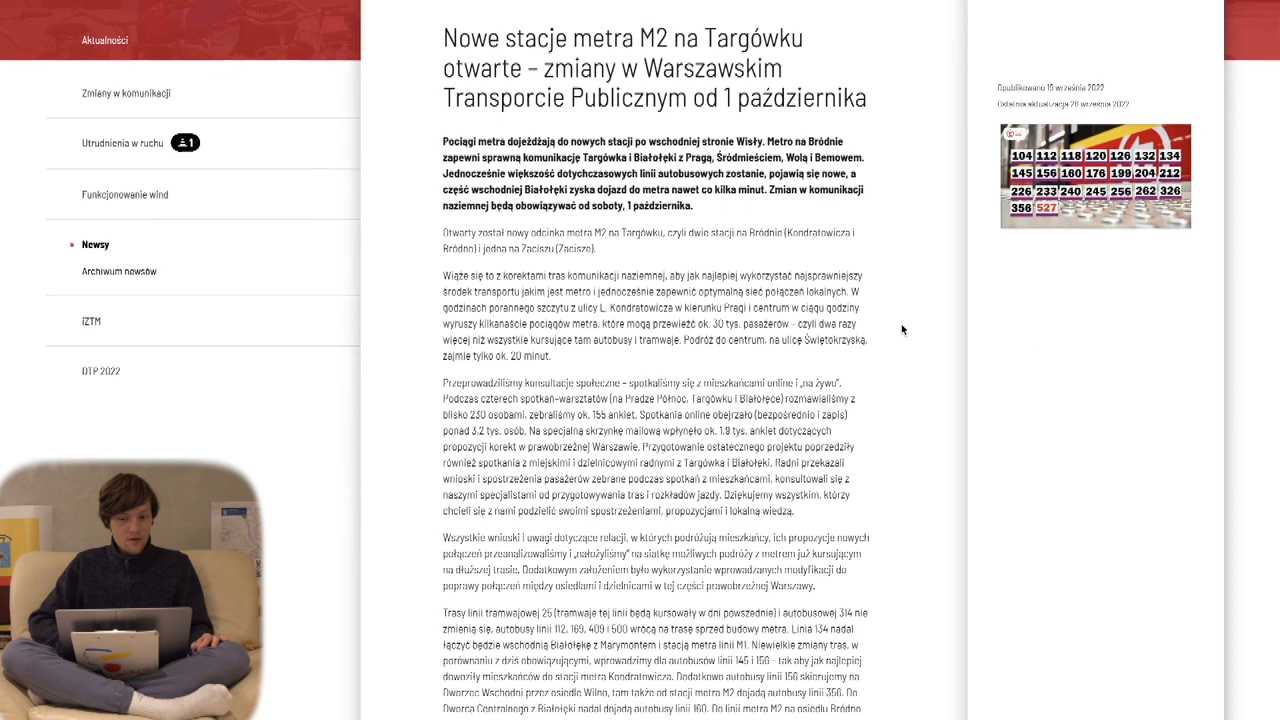 Aktualności
Zmiany w komunikacji
Utrudnienia w ruchu 1
Funkcjonowanie wind
Newsy
Archiwum newsów
iZTM
DTP 2022
Nowe stacje metra M2 na Targówku
otwarte – zmiany w Warszawskim
Transporcie Publicznym od 1 października
Pociągi metra dojeżdżają do nowych stacji po wschodniej stronie Wisły. Metro na Bródnie
zapewni sprawną komunikację Targówka i Białołęki z Pragą, Śródmieściem, Wolą i Bemowem.
Jednocześnie większość dotychczasowych linii autobusowych zostanie, pojawią się nowe, a
część wschodniej Białołęki zyska dojazd do metra nawet co kilka minut. Zmian w komunikacji
naziemnej będą obowiązywać od soboty, 1 października.
Otwarty został nowy odcinka metra M2 na Targówku, czyli dwie stacji na Bródnie (Kondratowicza i
Bródno) i jedna na Zaciszu (Zacisze).
Wiąże się to z korektami tras komunikacji naziemnej, aby jak najlepiej wykorzystać najsprawniejszy
środek transportu jakim jest metro i jednocześnie zapewnić optymalną sieć połączeń lokalnych. W
godzinach porannego szczytu z ulicy L. Kondratowicza w kierunku Pragi i centrum w ciągu godziny
wyruszy kilkanaście pociągów metra, które mogą przewieźć ok. 30 tys. pasażerów – czyli dwa razy
więcej niż wszystkie kursujące tam autobusy i tramwaje. Podróż do centrum, na ulicę Świętokrzyską,
zajmie tylko ok. 20 minut.
Przeprowadziliśmy konsultacje społeczne – spotkaliśmy się z mieszkańcami online i „na żywo".
Podczas czterech spotkań-warsztatów (na Pradze Północ, Targówku i Białołęce) rozmawialiśmy z
blisko 230 osobami, zebraliśmy ok. 155 ankiet. Spotkania online obejrzało (bezpośrednio i zapis)
ponad 3,2 tys. osób. Na specjalną skrzynkę mailową wpłynęło ok. 1,9 tys. ankiet dotyczących
propozycji korekt w prawobrzeżnej Warszawie. Przygotowanie ostatecznego projektu poprzedziły
również spotkania z miejskimi i dzielnicowymi radnymi z Targówka i Białołęki. Radni przekazali
wnioski i spostrzeżenia pasażerów zebrane podczas spotkań z mieszkańcami, konsultowali się z
naszymi specjalistami od przygotowywania tras i rozkładów jazdy. Dziękujemy wszystkim, którzy
chcieli się z nami podzielić swoimi spostrzeżeniami, propozycjami i lokalną wiedzą.
Wszystkie wnioski i uwagi dotyczące relacji, w których podróżują mieszkańcy, ich propozycje nowych
połączeń przeanalizowaliśmy i „nałożyliśmy" na siatkę możliwych podróży z metrem już kursującym
na dłuższej trasie. Dodatkowym założeniem było wykorzystanie wprowadzanych modyfikacji do
poprawy połączeń między osiedlami i dzielnicami w tej części prawobrzeżnej Warszawy.
Trasy linii tramwajowej 25 (tramwaje tej linii będą kursowały w dni powszednie) i autobusowej 314 nie
zmienią się, autobusy linii 112, 169, 409 i 500 wrócą na trasę sprzed budowy metra. Linia 134 nadal
łączyć będzie wschodnią Białołękę z Marymontem i stacją metra linii M1. Niewielkie zmiany tras, w
porównaniu z dziś obowiązującymi, wprowadzimy dla autobusów linii 145 i 156 – tak aby jak najlepiej
dowoziły mieszkańców do stacji metra Kondratowicza. Dodatkowo autobusy linii 156 skierujemy na
Dworzec Wschodni przez osiedle Wilno, tam także od stacji metra M2 dojadą autobusy linii 356. Do
Dworca Centralnego z Białołęki nadal dojadą autobusy linii 160. Do linii metra M2 na osiedlu Bródno
Opublikowano 19 września 2022
Ostatnia aktualizacja 28 września 2022
104 112 118 120 126 132 134
145 156 160 176 199 204 212
226 233 240 245 256 262 326
356 527